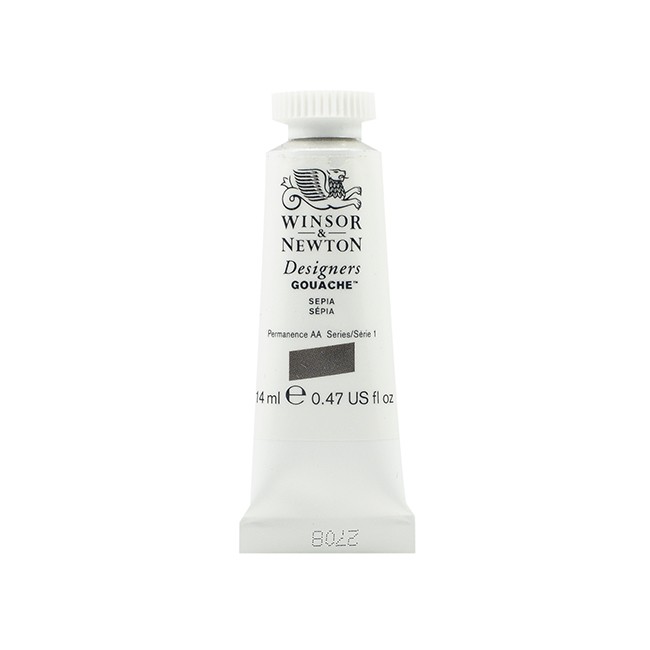 WINSOR
&
NEWTON
Designers
GOUACHE™
SEPIA
SÉPIA
Permanence AA Series/Série 1
14 ml e 0.47 US fl oz
2708